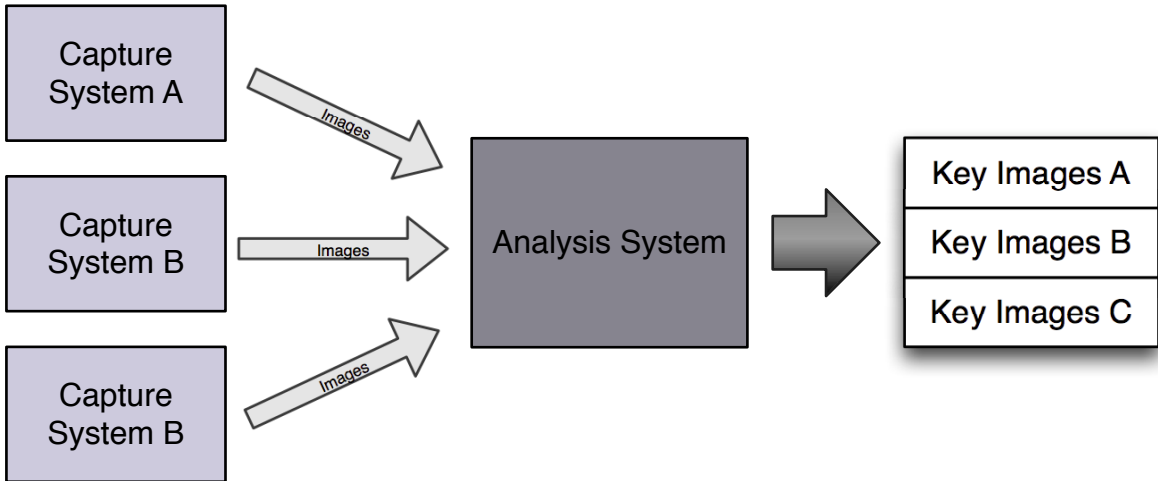 Capture
System A
Images
Capture
System B
Images
Capture
System B
Images
Analysis System
Key Images A
Key Images B
Key Images C